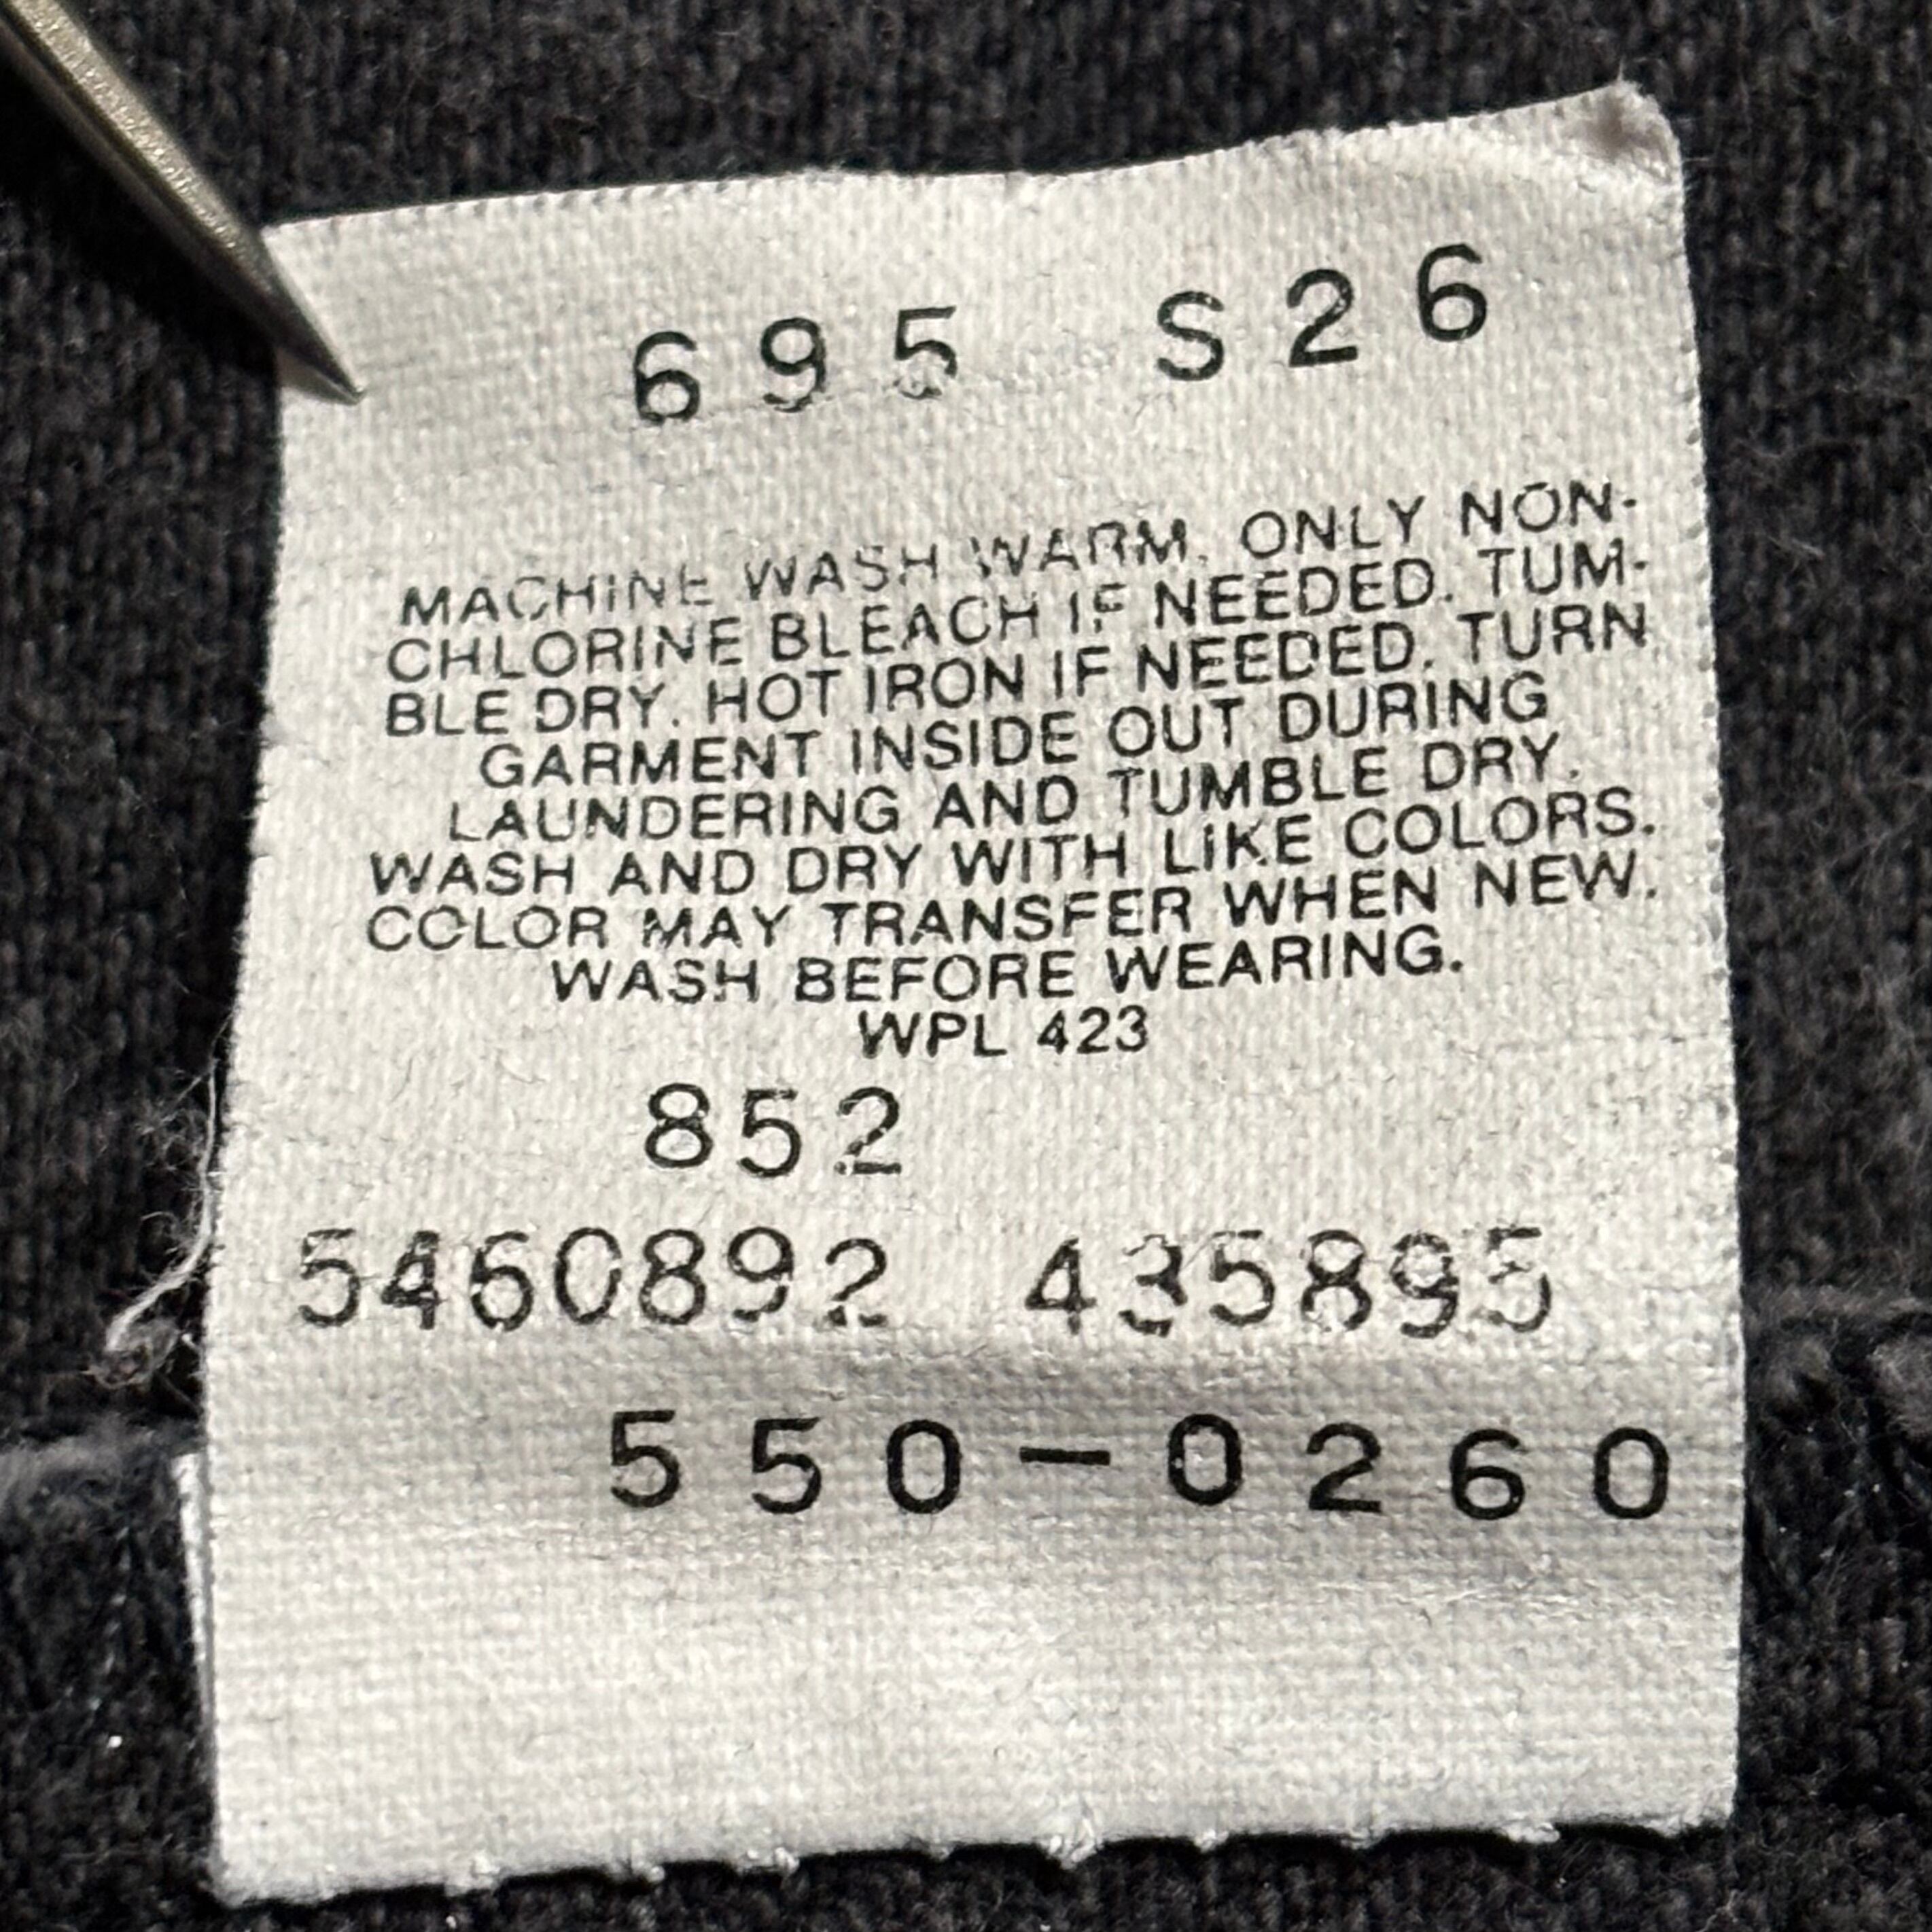 695 S26
MACHINE WASH WARM. ONLY NON-
CHLORINE BLEACH IF NEEDED. TUM-
BLE DRY. HOT IRON IF NEEDED. TURN
GARMENT INSIDE OUT DURING
LAUNDERING AND TUMBLE DRY.
WASH AND DRY WITH LIKE COLORS.
COLOR MAY TRANSFER WHEN NEW.
WASH BEFORE WEARING.
WPL 423
852
5460892 435895
550-0260